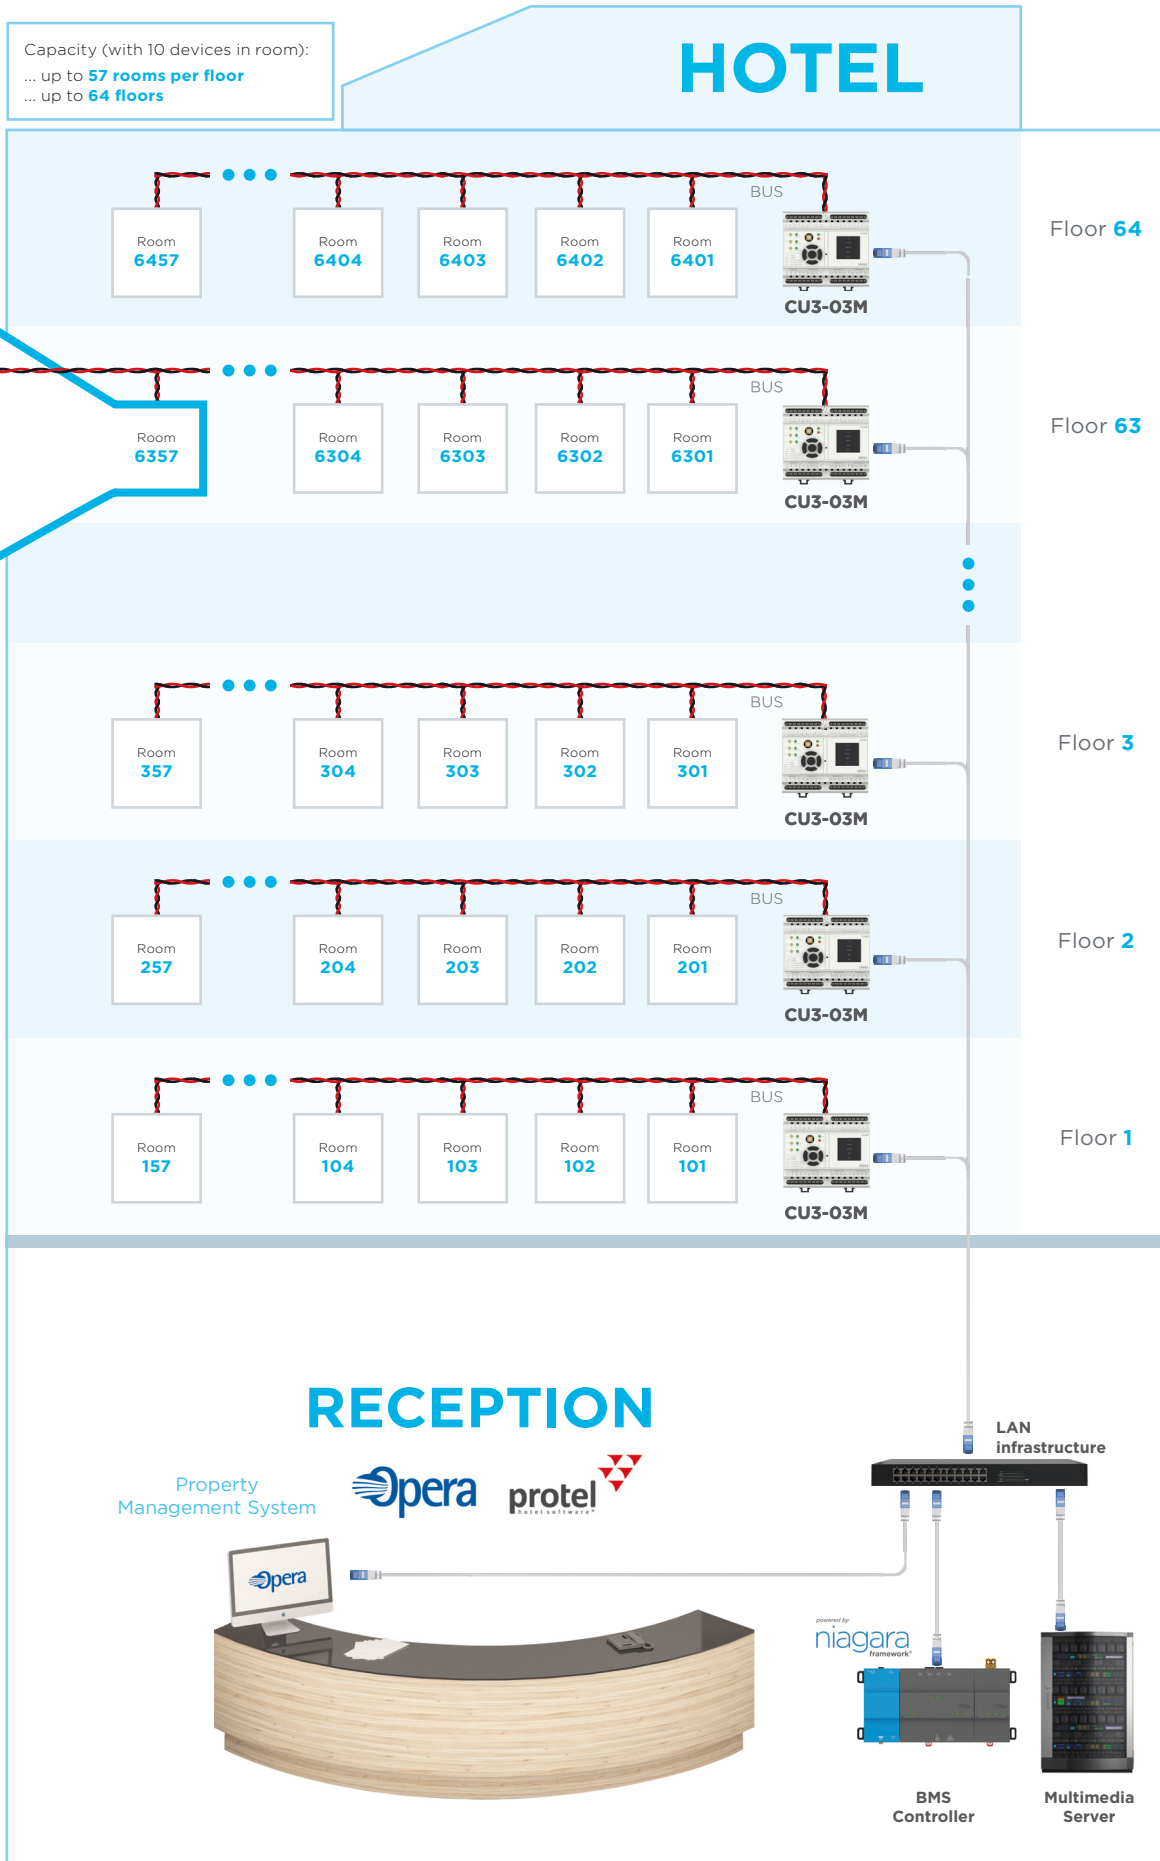 Capacity (with 10 devices in room):
... up to 57 rooms per floor
... up to 64 floors
HOTEL
BUS
Room
6457
Room
6404
Room
6403
Room
6402
Room
6401
CU3-03M
Floor 64
BUS
Room
6357
Room
6304
Room
6303
Room
6302
Room
6301
CU3-03M
Floor 63
BUS
Room
357
Room
304
Room
303
Room
302
Room
301
CU3-03M
Floor 3
BUS
Room
257
Room
204
Room
203
Room
202
Room
201
CU3-03M
Floor 2
BUS
Room
157
Room
104
Room
103
Room
102
Room
101
CU3-03M
Floor 1
RECEPTION
LAN
infrastructure
Property
Management System
Opera
protel
hotel software
Opera
powered by
niagara
framework
BMS
Controller
Multimedia
Server